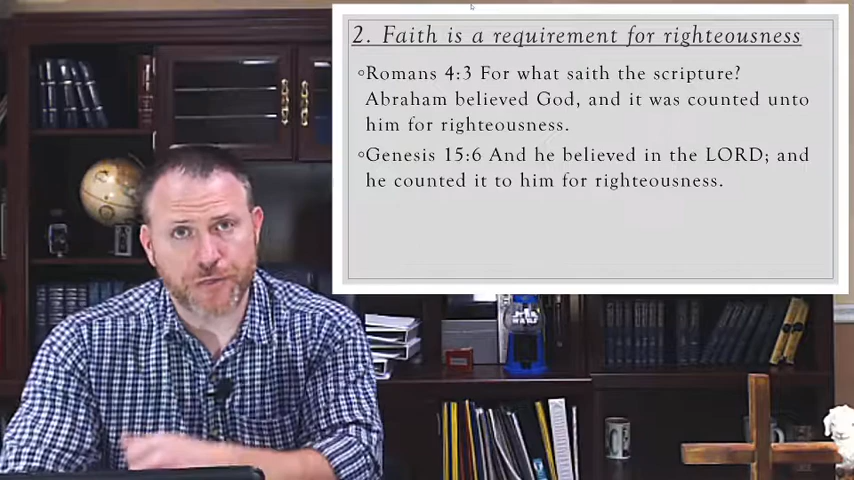 2. Faith is a requirement for righteousness
◦Romans 4:3 For what saith the scripture?
Abraham believed God, and it was counted unto
him for righteousness.
◦Genesis 15:6 And he believed in the LORD; and
he counted it to him for righteousness.